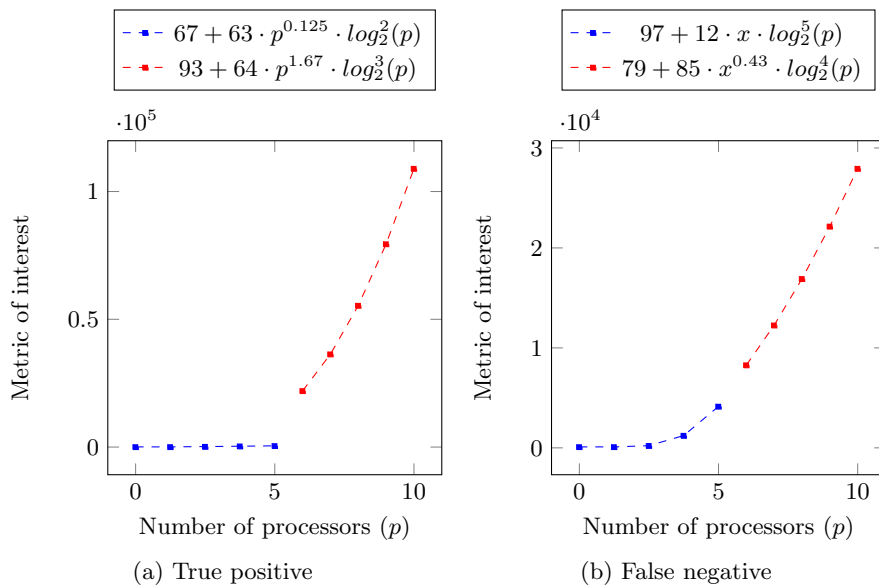 67 + 63 · p^0.125 · log_2^2(p)
93 + 64 · p^1.67 · log_2^3(p)
·10^5
1
0.5
0
0 5 10
Metric of interest
Number of processors (p)
(a) True positive
97 + 12 · x · log_2^5(p)
79 + 85 · x^0.43 · log_2^4(p)
·10^4
3
2
1
0
0 5 10
Metric of interest
Number of processors (p)
(b) False negative